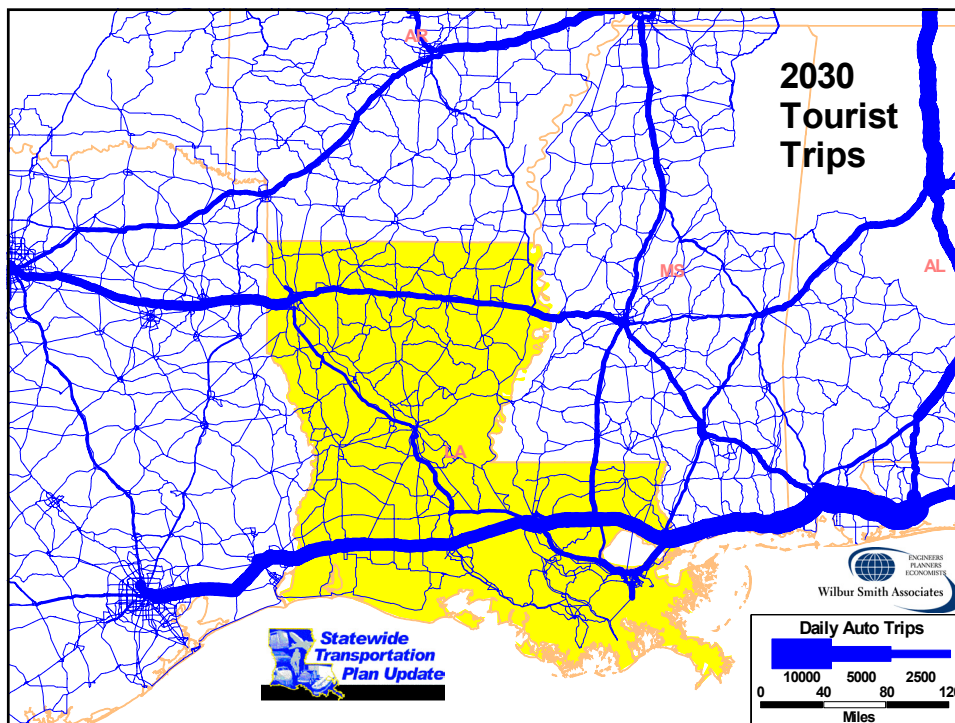 2030
Tourist
Trips
AR
MS
AL
LA
ENGINEERS
PLANNERS
ECONOMISTS
Wilbur Smith Associates
Statewide
Transportation
Plan Update
Daily Auto Trips
10000 5000 2500
0 40 80 120
Miles